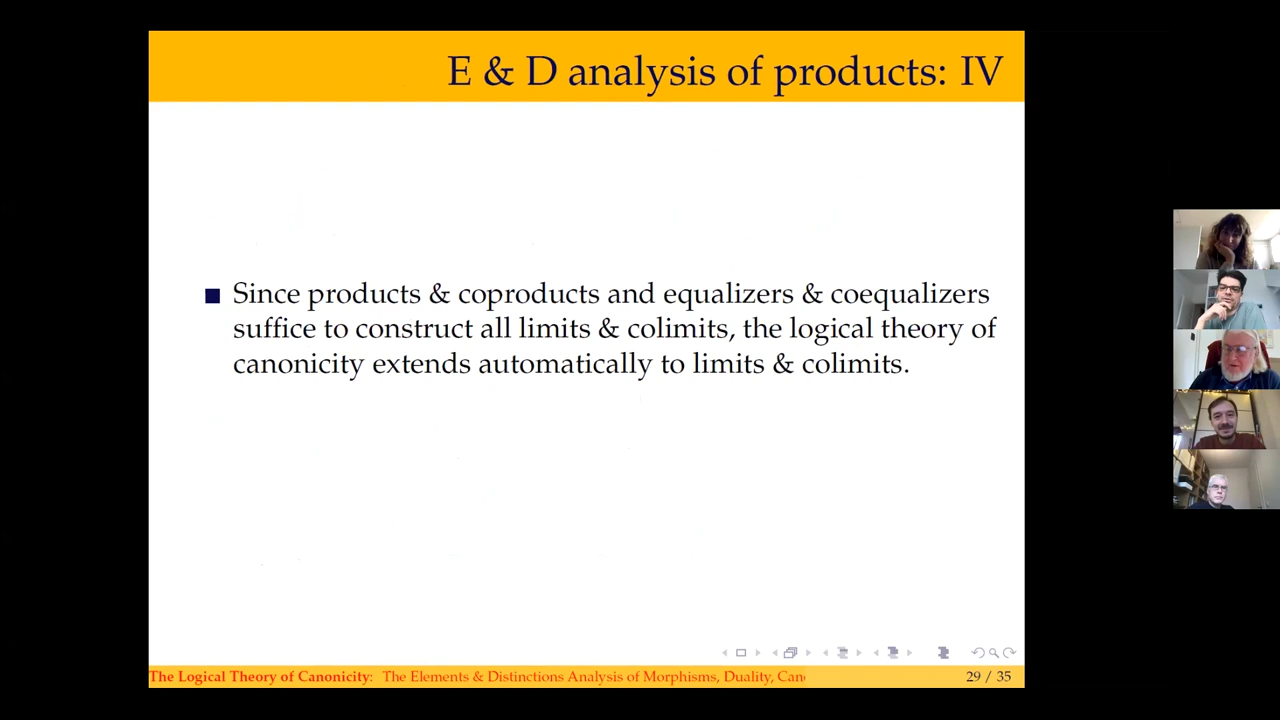 E & D analysis of products: IV
■ Since products & coproducts and equalizers & coequalizers
suffice to construct all limits & colimits, the logical theory of
canonicity extends automatically to limits & colimits.
The Logical Theory of Canonicity: The Elements & Distinctions Analysis of Morphisms, Duality, Can
29 / 35